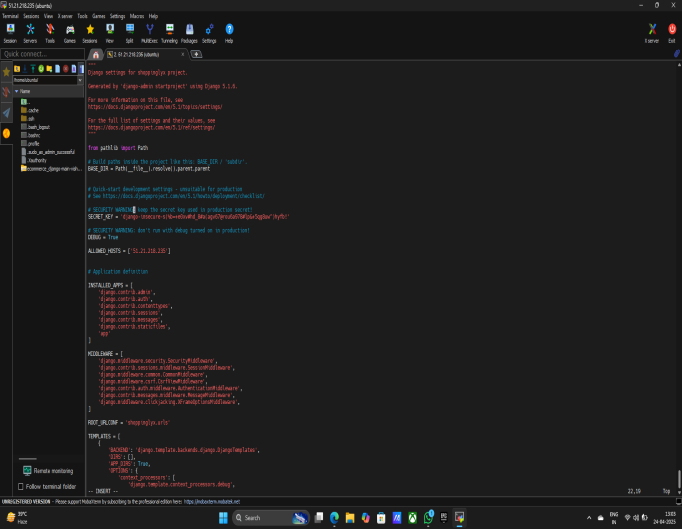 51.21.218.235 (ubuntu)
Terminal Sessions View X server Tools Games Settings Macros Help
Session Servers Tools Games Sessions View Split MultiExec Tunneling Packages Settings Help X server Exit
Quick connect...
2. 51.21.218.235 (ubuntu)
/home/ubuntu/
Name
..
.cache
.ssh
.bash_logout
.bashrc
.profile
.sudo_as_admin_successful
.Xauthority
Remote monitoring
Follow terminal folder
"""
Django settings for shoppinglyx project.
Generated by 'django-admin startproject' using Django 5.1.6.
For more information on this file, see
https://docs.djangoproject.com/en/5.1/topics/settings/
For the full list of settings and their values, see
https://docs.djangoproject.com/en/5.1/ref/settings/
"""
from pathlib import Path
# Build paths inside the project like this: BASE_DIR / 'subdir'.
BASE_DIR = Path(__file__).resolve().parent.parent
# Quick-start development settings - unsuitable for production
# See https://docs.djangoproject.com/en/5.1/howto/deployment/checklist/
# SECURITY WARNING: keep the secret key used in production secret!
SECRET_KEY =
# SECURITY WARNING: don't run with debug turned on in production!
DEBUG = True
ALLOWED_HOSTS = ['51.21.218.235']
# Application definition
INSTALLED_APPS = [
'django.contrib.admin',
'django.contrib.auth',
'django.contrib.contenttypes',
'django.contrib.sessions',
'django.contrib.messages',
'django.contrib.staticfiles',
'app'
]
MIDDLEWARE = [
'django.middleware.security.SecurityMiddleware',
'django.contrib.sessions.middleware.SessionMiddleware',
'django.middleware.common.CommonMiddleware',
'django.middleware.csrf.CsrfViewMiddleware',
'django.contrib.auth.middleware.AuthenticationMiddleware',
'django.contrib.messages.middleware.MessageMiddleware',
'django.middleware.clickjacking.XFrameOptionsMiddleware',
]
ROOT_URLCONF = 'shoppinglyx.urls'
TEMPLATES = [
{
'BACKEND': 'django.template.backends.django.DjangoTemplates',
'DIRS': [],
'APP_DIRS': True,
'OPTIONS': {
'context_processors': [
'django.template.context_processors.debug',
-- INSERT -- 22,19 Top
UNREGISTERED VERSION - Please support MobaXterm by subscribing to the professional edition here: https://mobaxterm.mobatek.net
Haze
Search
ENG
IN
13:05
24-04-2025